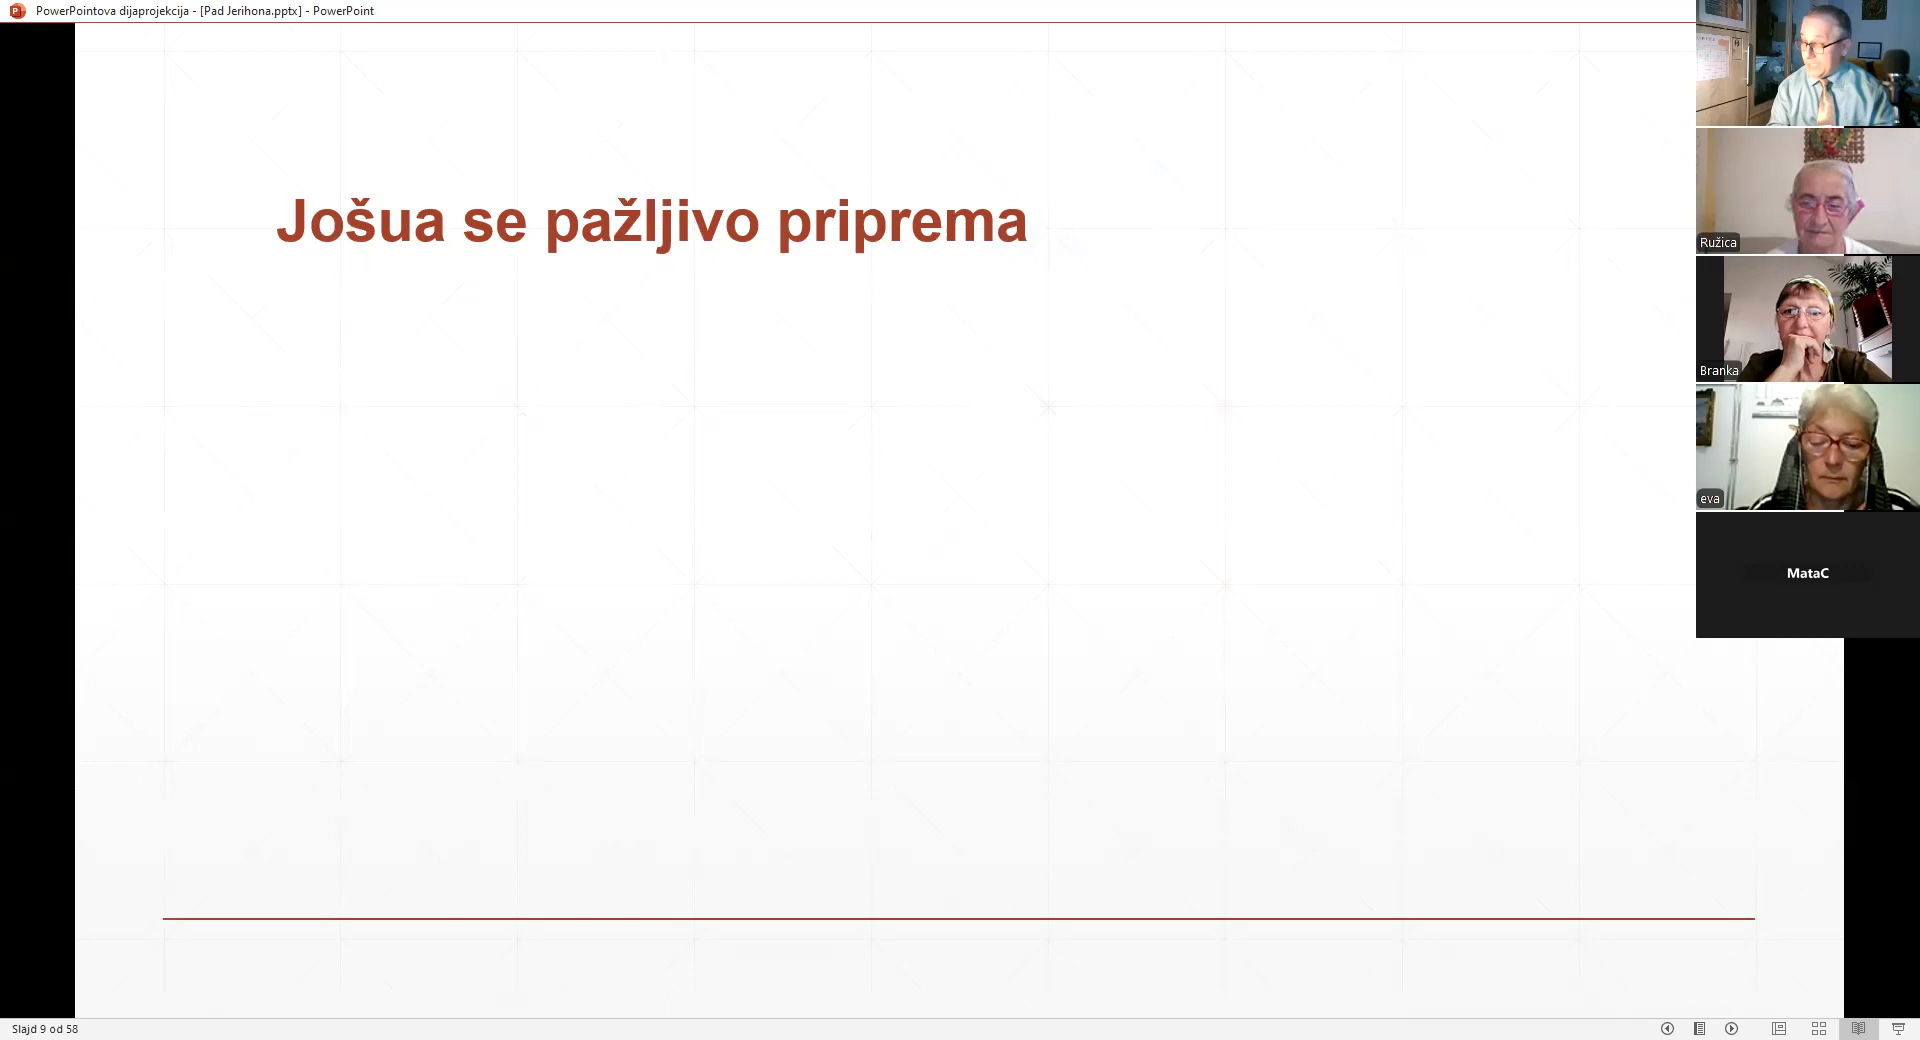 PowerPointova dijaprojekcija - [Pad Jerihona.pptx] - PowerPoint
Jošua se pažljivo priprema
Ružica
Branka
eva
MataC
Slajd 9 od 58